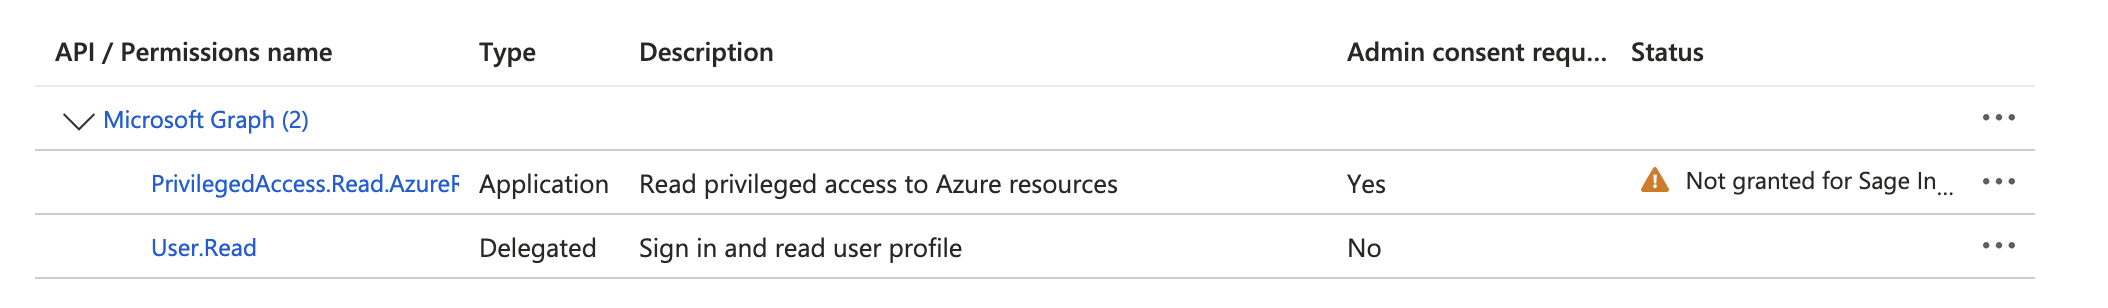 API / Permissions name Type Description Admin consent requ... Status
Microsoft Graph (2)
PrivilegedAccess.Read.Azure Application Read privileged access to Azure resources Yes Not granted for Sage In...
User.Read Delegated Sign in and read user profile No